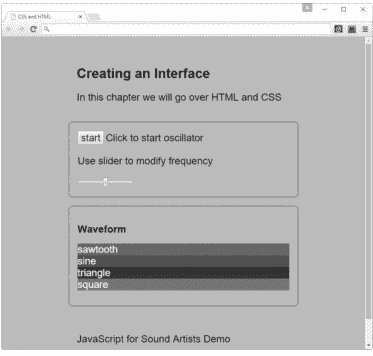 CSS and HTML
Creating an Interface
In this chapter we will go over HTML and CSS
start Click to start oscillator
Use slider to modify frequency
Waveform
sawtooth
sine
triangle
square
JavaScript for Sound Artists Demo